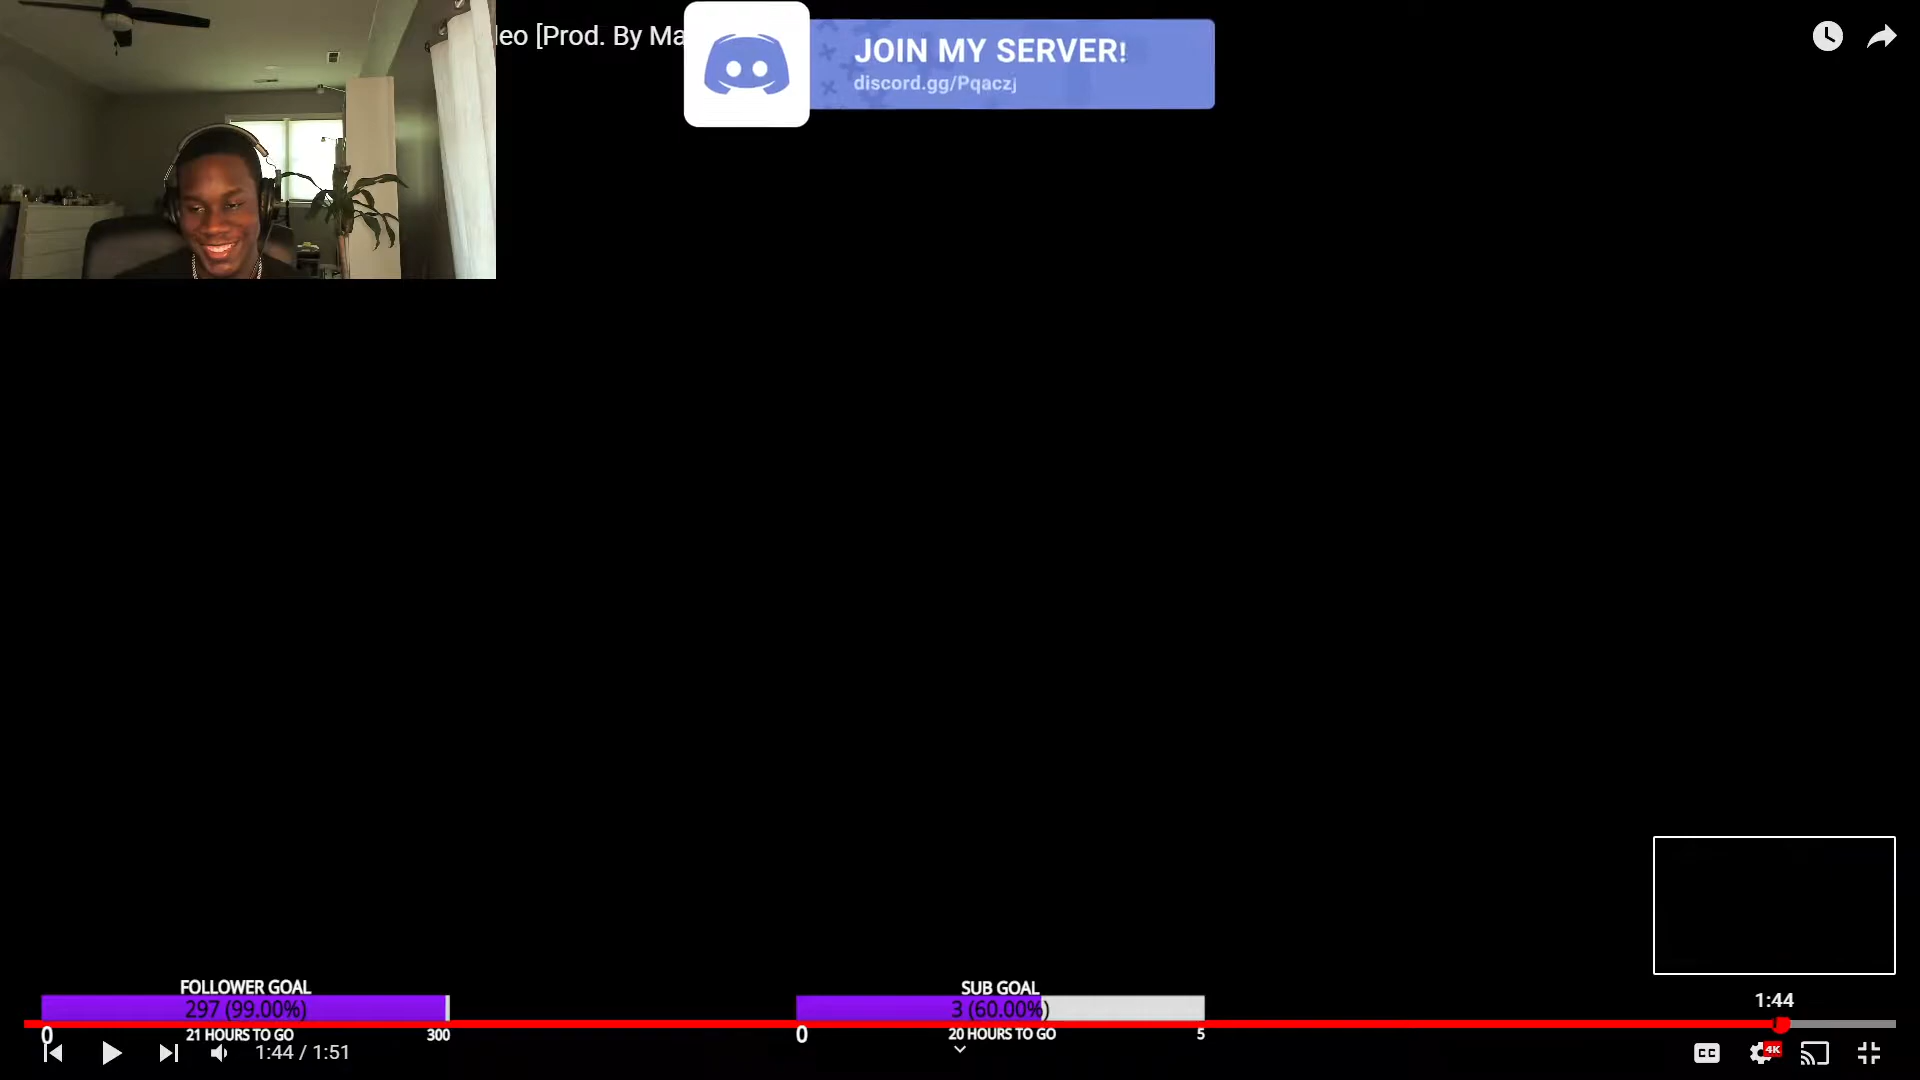 leo [Prod. By Ma
JOIN MY SERVER!
discord.gg/Pqaczj
FOLLOWER GOAL
297 (99.00%)
0 21 HOURS TO GO 300
SUB GOAL
3 (60.00%)
0 20 HOURS TO GO 5
1:44
1:44 / 1:51
CC
4K